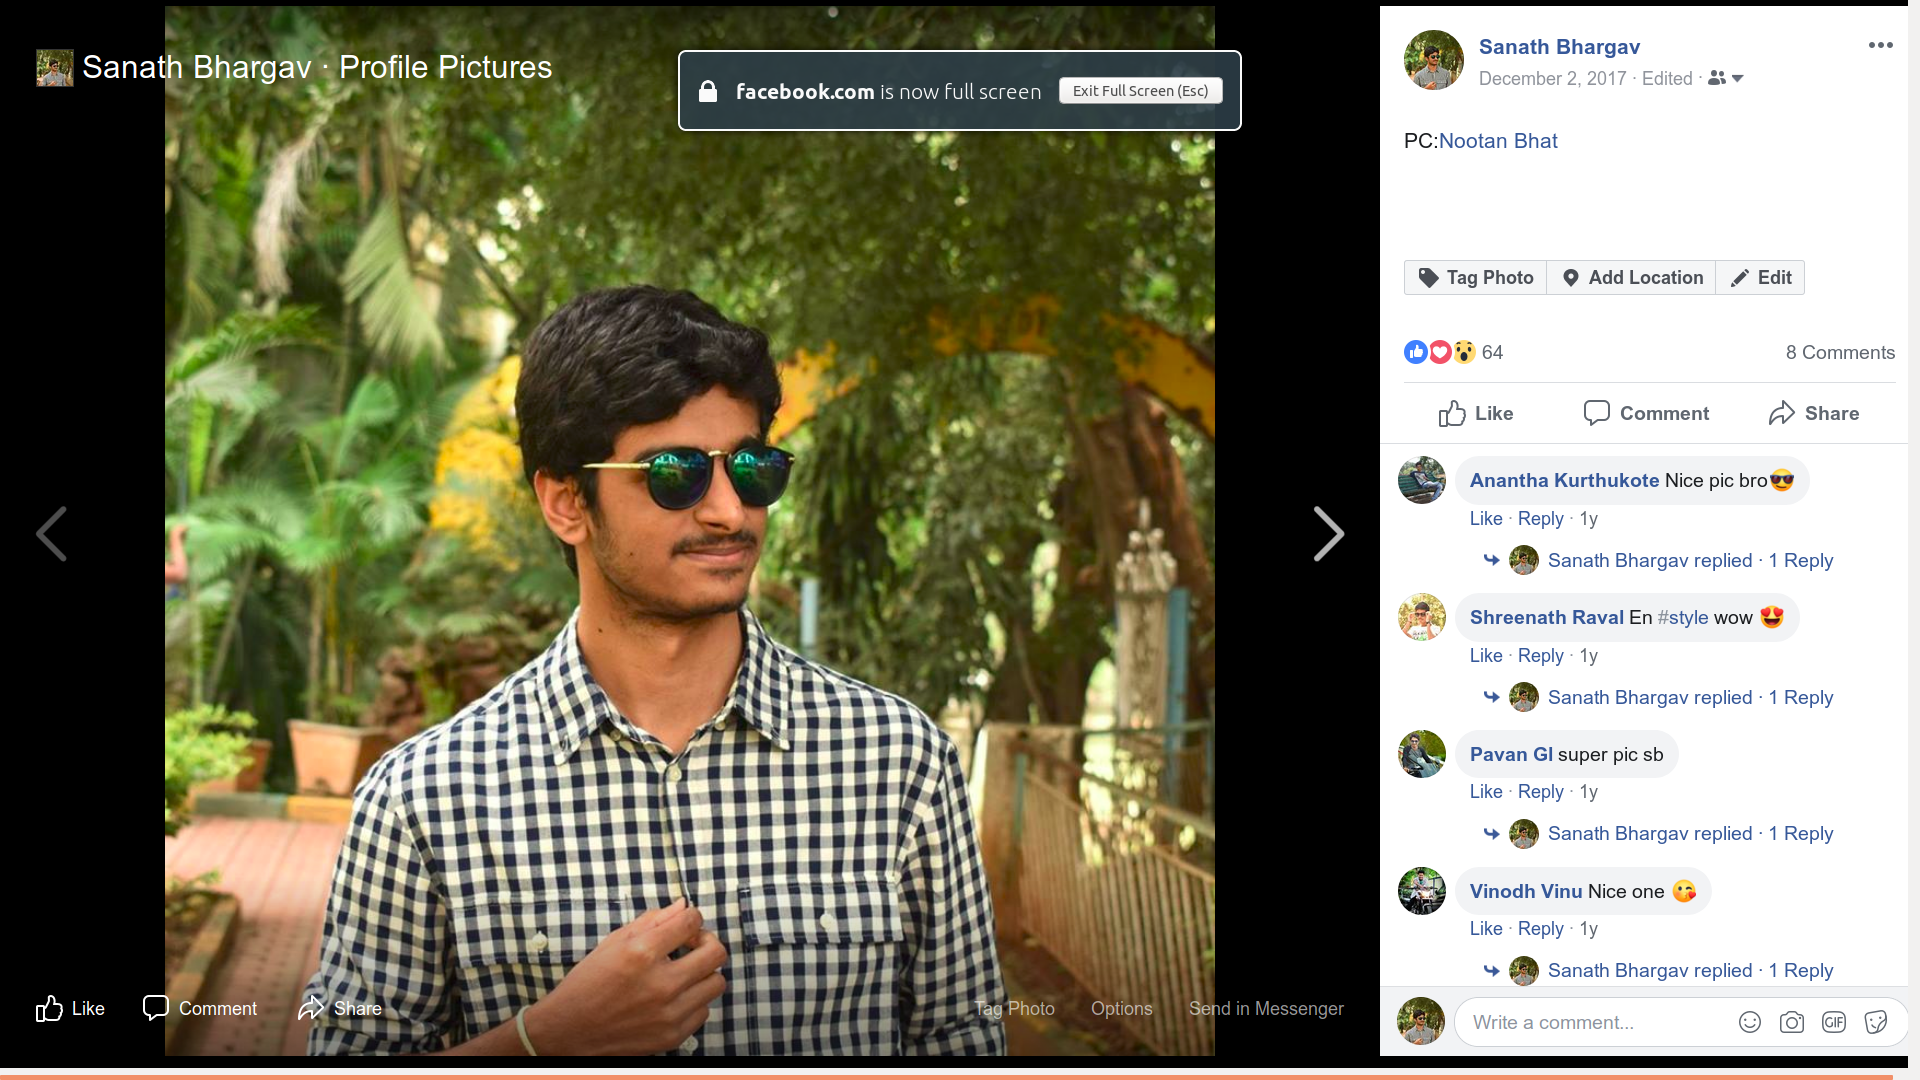 Sanath Bhargav · Profile Pictures
facebook.com is now full screen
Exit Full Screen (Esc)
Sanath Bhargav
December 2, 2017 · Edited ·
PC:Nootan Bhat
Tag Photo
Add Location
Edit
64
8 Comments
Like
Comment
Share
Anantha Kurthukote Nice pic bro😎
Like · Reply · 1y
Sanath Bhargav replied · 1 Reply
Shreenath Raval En #style wow 😍
Like · Reply · 1y
Sanath Bhargav replied · 1 Reply
Pavan Gl super pic sb
Like · Reply · 1y
Sanath Bhargav replied · 1 Reply
Vinodh Vinu Nice one 😘
Like · Reply · 1y
Sanath Bhargav replied · 1 Reply
Write a comment...
GIF
Like
Comment
Share
Tag Photo
Options
Send in Messenger